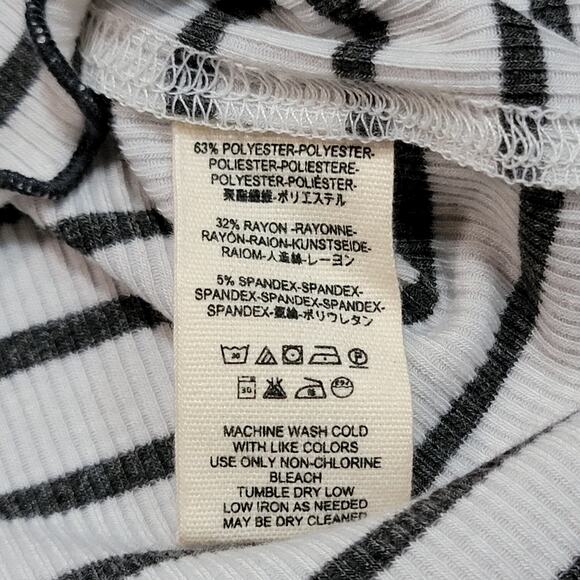 63% POLYESTER-POLYESTER-
POLIESTER-POLIESTERE-
POLYESTER-POLIÉSTER-
聚酯纖維-ポリエステル
32% RAYON -RAYONNE-
RAYÓN-RAION-KUNSTSEIDE-
RAIOM-人造絲-レーヨン
5% SPANDEX-SPANDEX-
SPANDEX-SPANDEX-SPANDEX-
SPANDEX-氨綸-ポリウレタン
30
P
30
MACHINE WASH COLD
WITH LIKE COLORS
USE ONLY NON-CHLORINE
BLEACH
TUMBLE DRY LOW
LOW IRON AS NEEDED
MAY BE DRY CLEANED